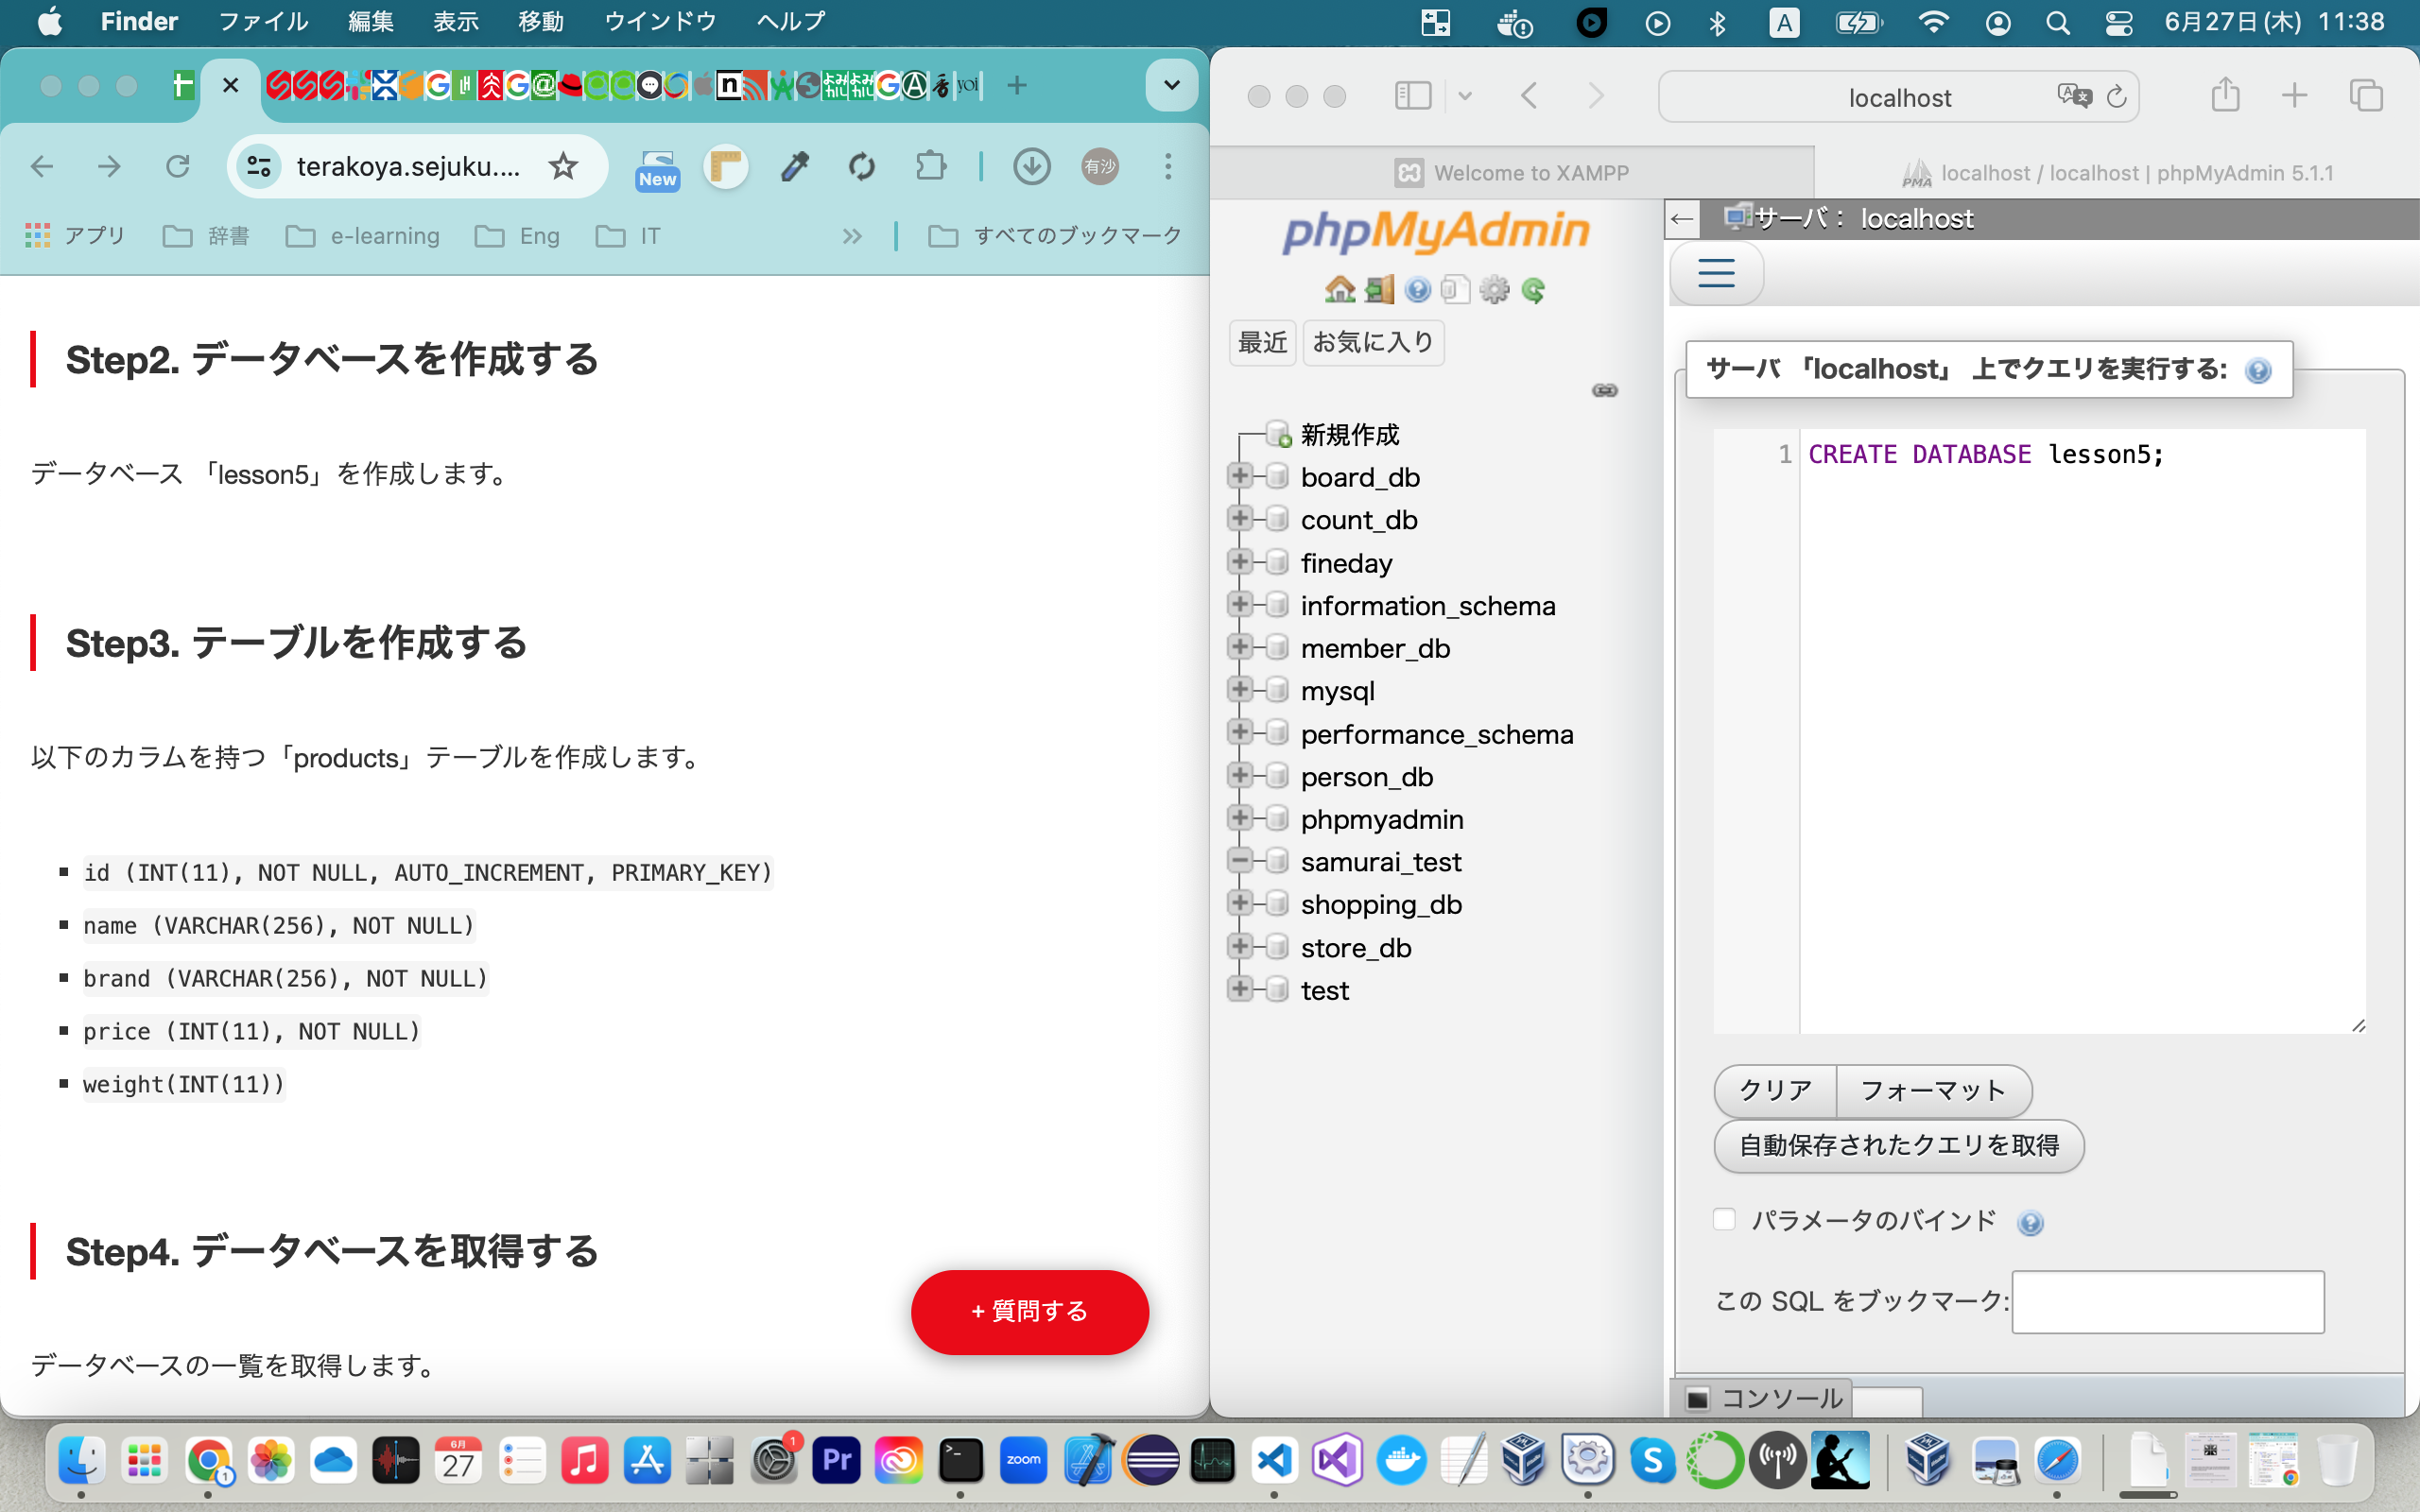 Finder ファイル 編集 表示 移動 ウインドウ ヘルプ
A 6月27日(木) 11:38
terakoya.sejuku.... New 有沙
アプリ 辞書 e-learning Eng IT » すべてのブックマーク
Step2. データベースを作成する
データベース 「lesson5」を作成します。
Step3. テーブルを作成する
以下のカラムを持つ「products」テーブルを作成します。
id (INT(11), NOT NULL, AUTO_INCREMENT, PRIMARY_KEY)
name (VARCHAR(256), NOT NULL)
brand (VARCHAR(256), NOT NULL)
price (INT(11), NOT NULL)
weight(INT(11))
Step4. データベースを取得する
+ 質問する
データベースの一覧を取得します。
localhost
Welcome to XAMPP
localhost / localhost | phpMyAdmin 5.1.1
phpMyAdmin
最近 お気に入り
新規作成
board_db
count_db
fineday
information_schema
member_db
mysql
performance_schema
person_db
phpmyadmin
samurai_test
shopping_db
store_db
test
← サーバ： localhost
サーバ 「localhost」 上でクエリを実行する:
1 CREATE DATABASE lesson5;
クリア フォーマット
自動保存されたクエリを取得
パラメータのバインド
この SQL をブックマーク:
コンソール
1 6月 27 1 Pr zoom S